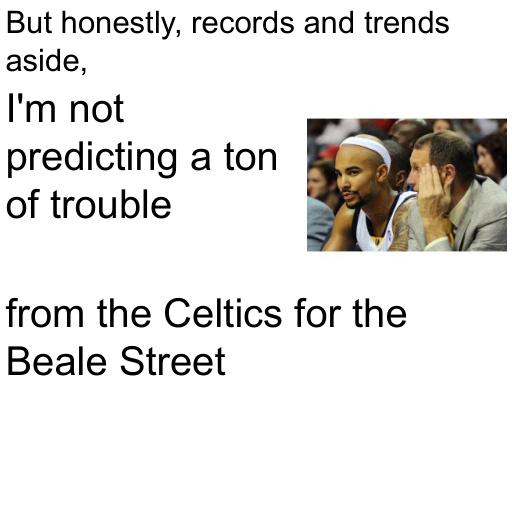 But honestly, records and trends
aside,
I'm not
predicting a ton
of trouble
from the Celtics for the
Beale Street